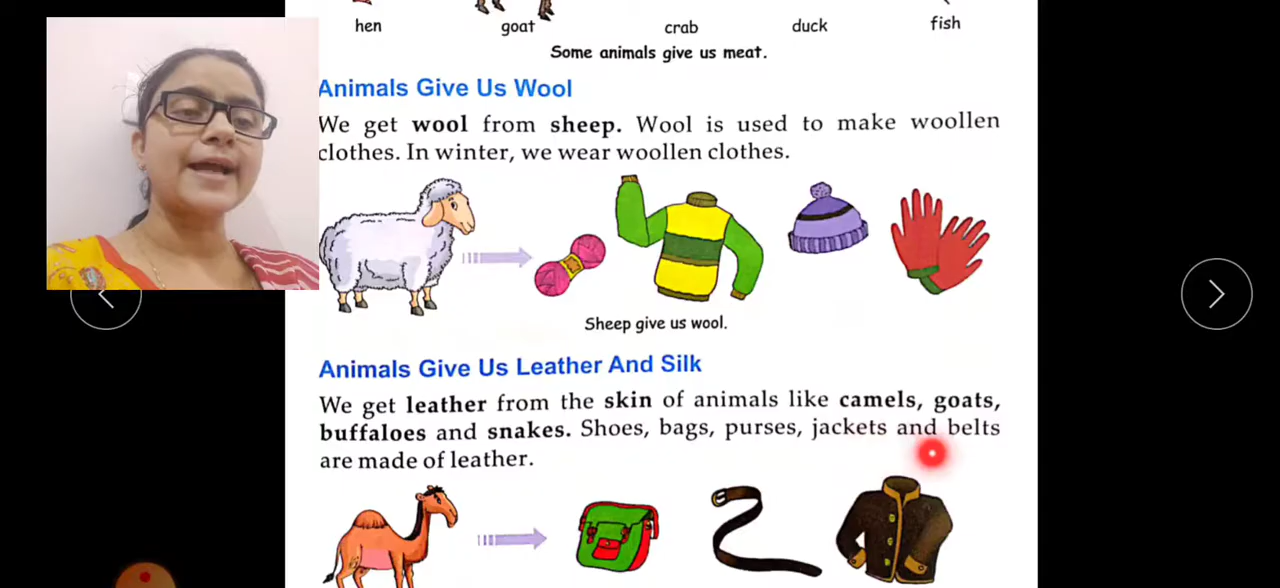 hen goat crab duck fish
Some animals give us meat.
Animals Give Us Wool
We get wool from sheep. Wool is used to make woollen
clothes. In winter, we wear woollen clothes.
Sheep give us wool.
Animals Give Us Leather And Silk
We get leather from the skin of animals like camels, goats,
buffaloes and snakes. Shoes, bags, purses, jackets and belts
are made of leather.